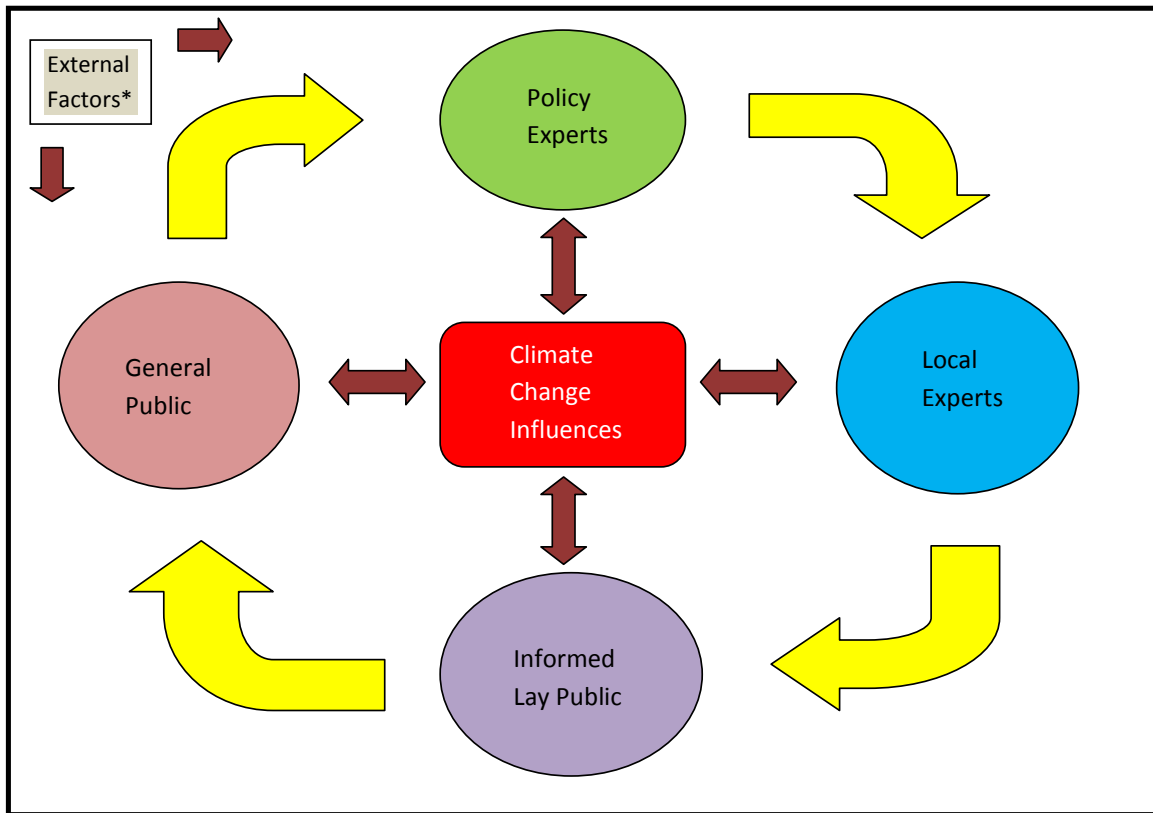 External
Factors*
Policy
Experts
General
Public
Climate
Change
Influences
Local
Experts
Informed
Lay Public